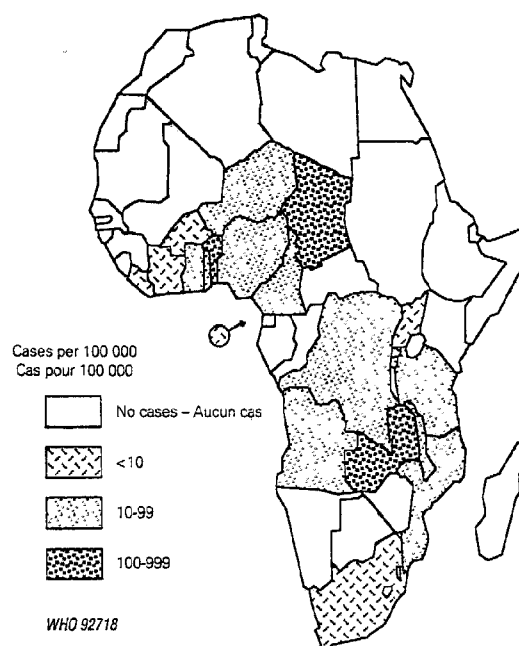 Cases per 100 000
Cas pour 100 000
No cases – Aucun cas
<10
10-99
100-999
WHO 92718